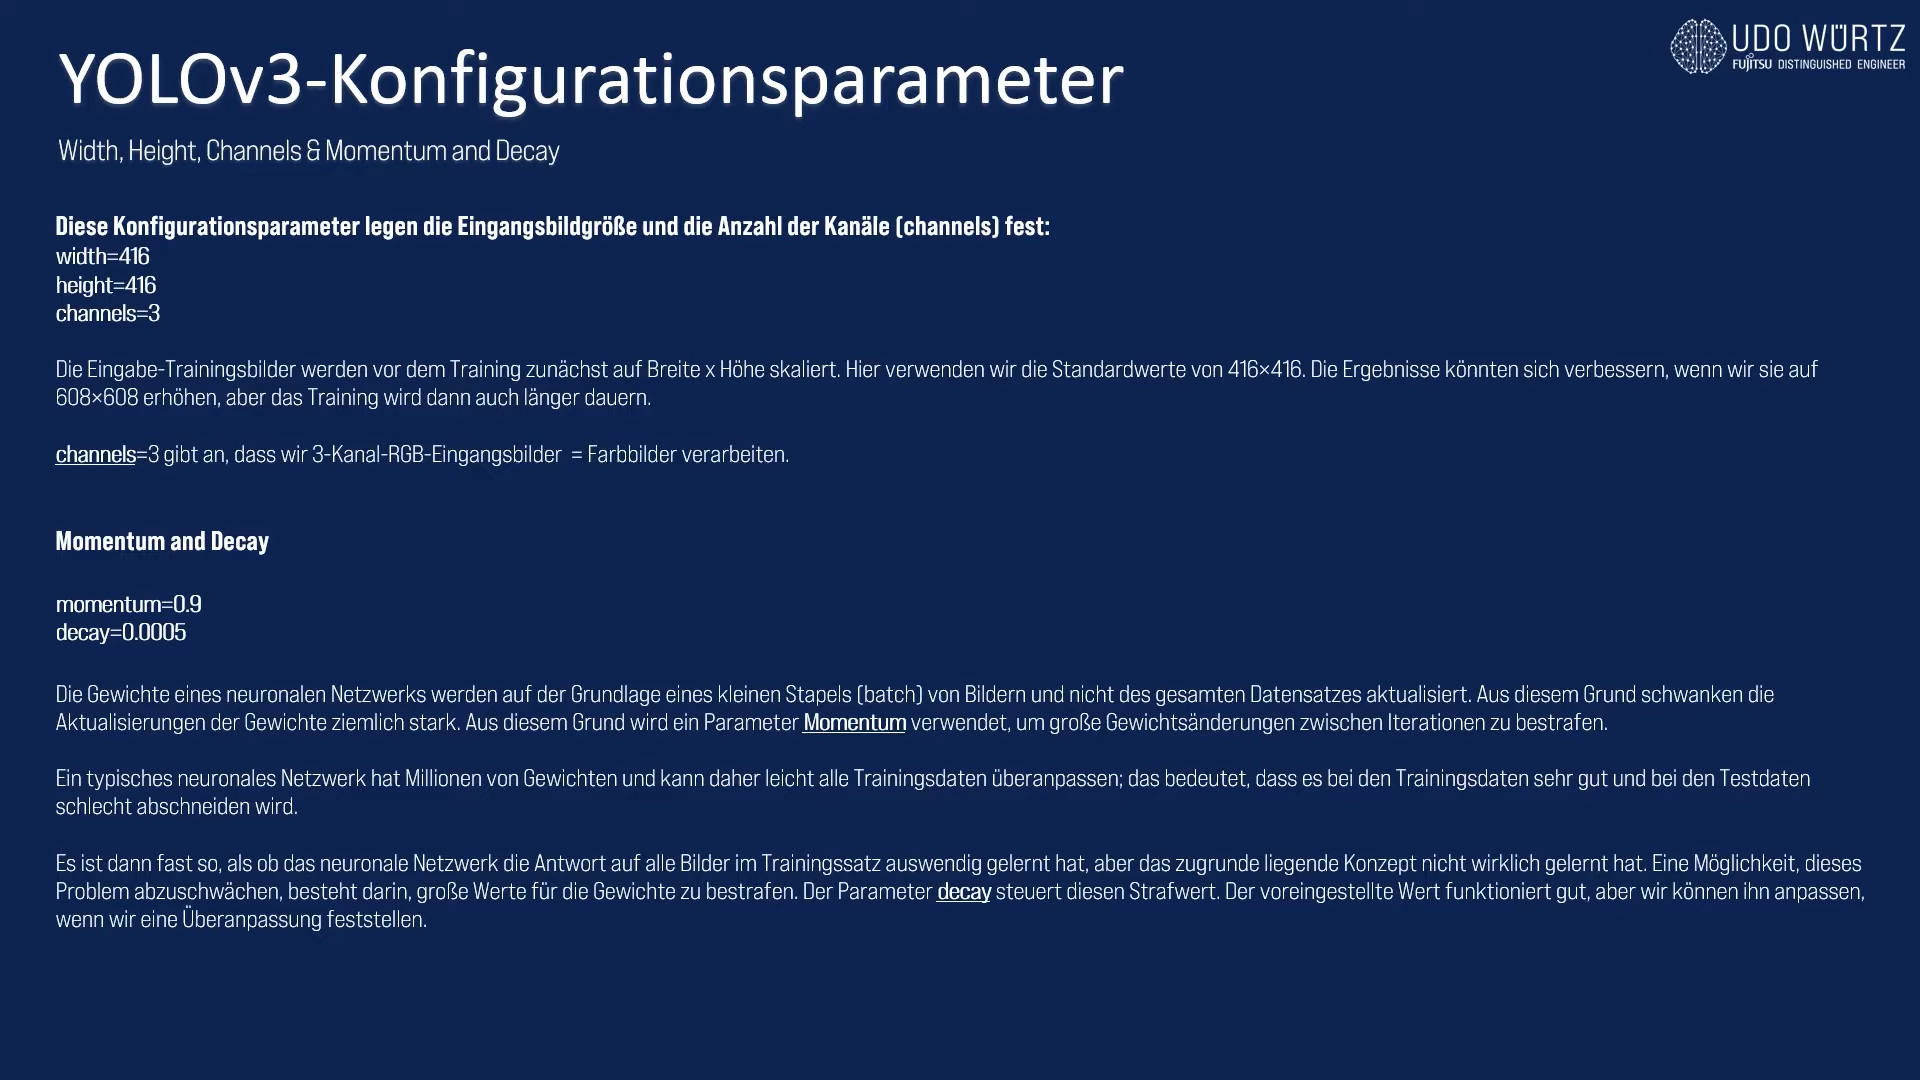 YOLOv3-Konfigurationsparameter
UDO WÜRTZ
FUJITSU DISTINGUISHED ENGINEER
Width, Height, Channels & Momentum and Decay
Diese Konfigurationsparameter legen die Eingangsbildgröße und die Anzahl der Kanäle (channels) fest:
width=416
height=416
channels=3
Die Eingabe-Trainingsbilder werden vor dem Training zunächst auf Breite x Höhe skaliert. Hier verwenden wir die Standardwerte von 416×416. Die Ergebnisse könnten sich verbessern, wenn wir sie auf
608×608 erhöhen, aber das Training wird dann auch länger dauern.
channels=3 gibt an, dass wir 3-Kanal-RGB-Eingangsbilder = Farbbilder verarbeiten.
Momentum and Decay
momentum=0.9
decay=0.0005
Die Gewichte eines neuronalen Netzwerks werden auf der Grundlage eines kleinen Stapels (batch) von Bildern und nicht des gesamten Datensatzes aktualisiert. Aus diesem Grund schwanken die
Aktualisierungen der Gewichte ziemlich stark. Aus diesem Grund wird ein Parameter Momentum verwendet, um große Gewichtsänderungen zwischen Iterationen zu bestrafen.
Ein typisches neuronales Netzwerk hat Millionen von Gewichten und kann daher leicht alle Trainingsdaten überanpassen; das bedeutet, dass es bei den Trainingsdaten sehr gut und bei den Testdaten
schlecht abschneiden wird.
Es ist dann fast so, als ob das neuronale Netzwerk die Antwort auf alle Bilder im Trainingssatz auswendig gelernt hat, aber das zugrunde liegende Konzept nicht wirklich gelernt hat. Eine Möglichkeit, dieses
Problem abzuschwächen, besteht darin, große Werte für die Gewichte zu bestrafen. Der Parameter decay steuert diesen Strafwert. Der voreingestellte Wert funktioniert gut, aber wir können ihn anpassen,
wenn wir eine Überanpassung feststellen.